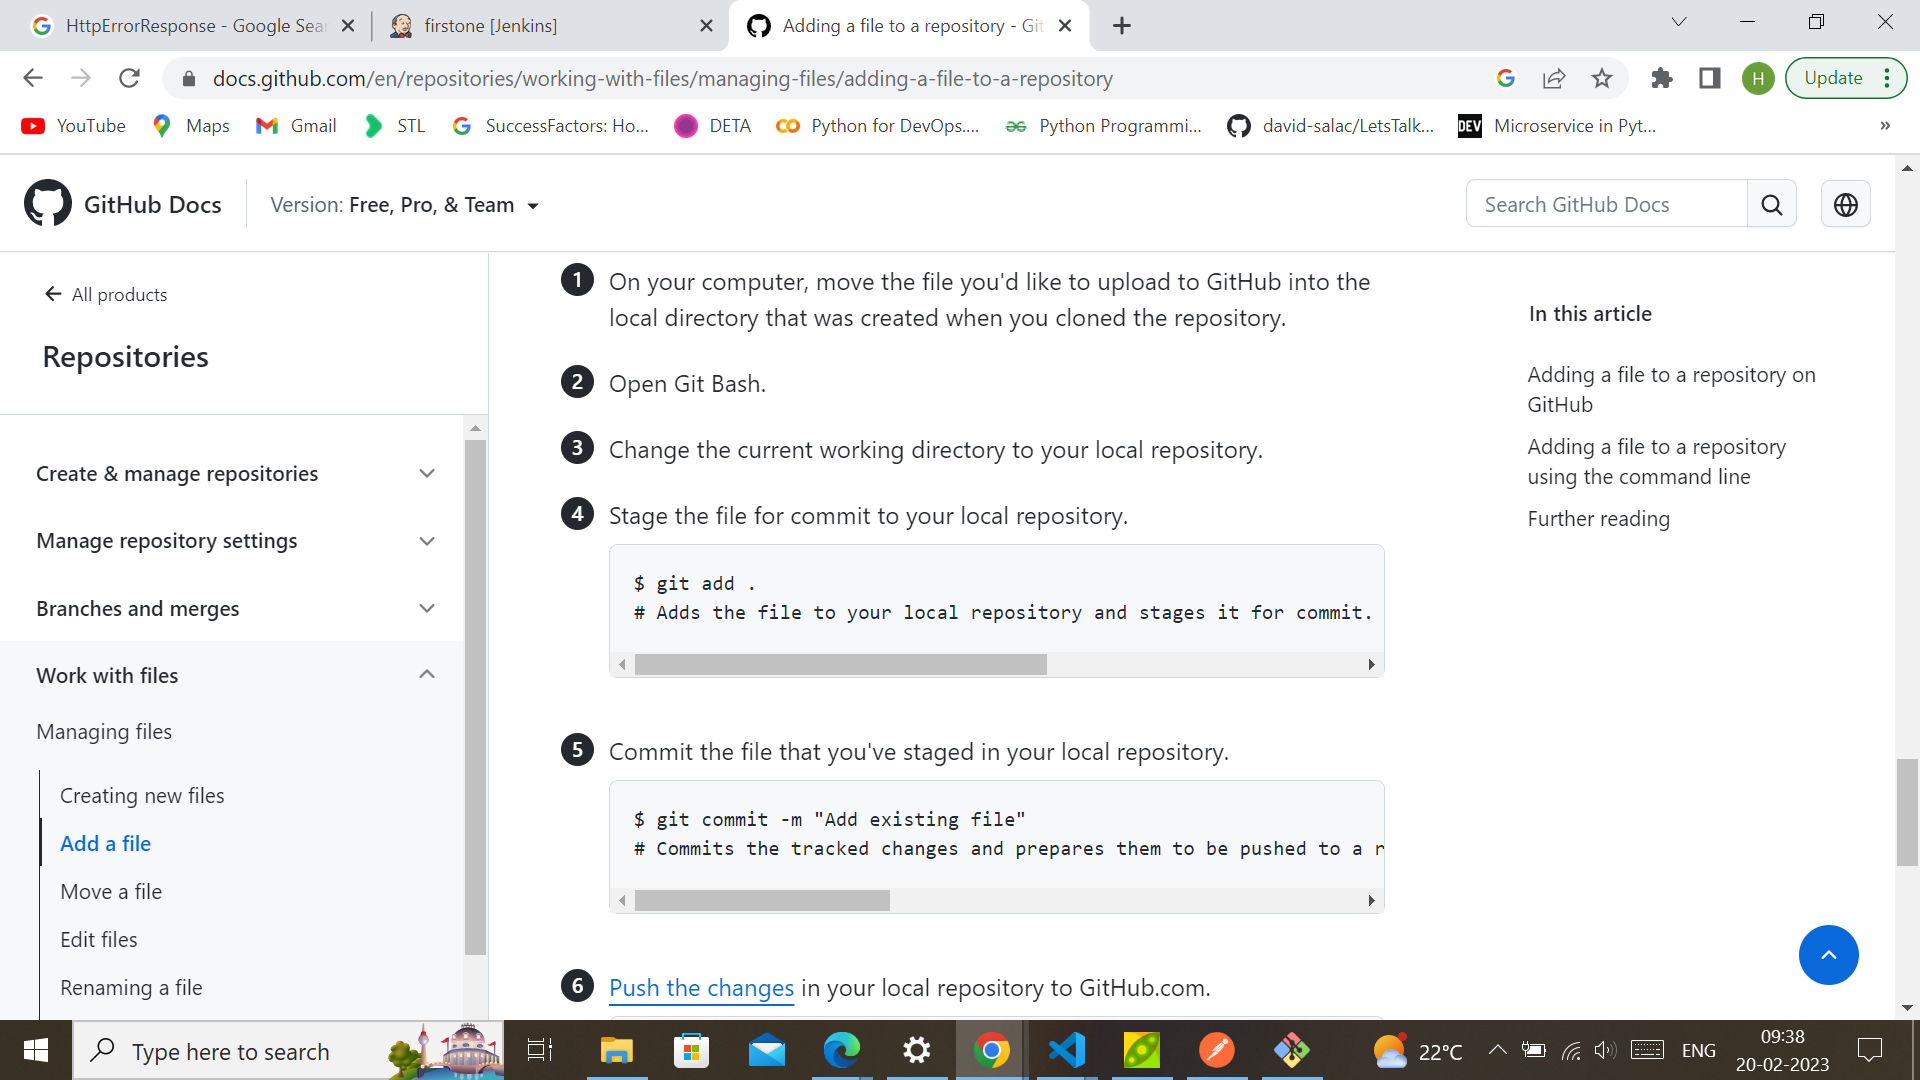 HttpErrorResponse - Google Sear
firstone [Jenkins]
Adding a file to a repository - Git
docs.github.com/en/repositories/working-with-files/managing-files/adding-a-file-to-a-repository
H
Update
YouTube
Maps
Gmail
STL
SuccessFactors: Ho...
DETA
Python for DevOps....
Python Programmi...
david-salac/LetsTalk...
DEV
Microservice in Pyt...
»
GitHub Docs
Version: Free, Pro, & Team
Search GitHub Docs
All products
Repositories
Create & manage repositories
Manage repository settings
Branches and merges
Work with files
Managing files
Creating new files
Add a file
Move a file
Edit files
Renaming a file
1 On your computer, move the file you'd like to upload to GitHub into the
local directory that was created when you cloned the repository.
2 Open Git Bash.
3 Change the current working directory to your local repository.
4 Stage the file for commit to your local repository.
$ git add .
# Adds the file to your local repository and stages it for commit.
5 Commit the file that you've staged in your local repository.
$ git commit -m "Add existing file"
# Commits the tracked changes and prepares them to be pushed to a r
6 Push the changes in your local repository to GitHub.com.
In this article
Adding a file to a repository on
GitHub
Adding a file to a repository
using the command line
Further reading
Type here to search
22°C
ENG
09:38
20-02-2023